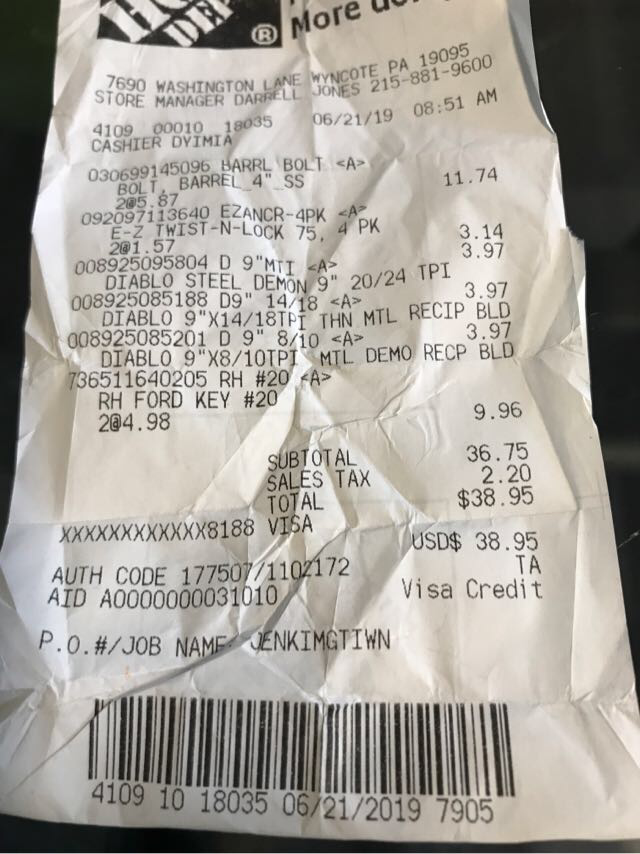 ®
More
7690 WASHINGTON LANE WYNCOTE PA 19095
STORE MANAGER DARRELL JONES 215-881-9600
4109 00010 18035 06/21/19 08:51 AM
CASHIER DYIMIA
030699145096 BARRL BOLT <A>
BOLT, BARREL 4" SS
2@5.87 11.74
092097113640 EZANCR-4PK <A>
E-Z TWIST-N-LOCK 75, 4 PK
2@1.57 3.14
008925095804 D 9"MTI <A> 3.97
DIABLO STEEL DEMON 9" 20/24 TPI
008925085188 D9" 14/18 <A> 3.97
DIABLO 9"X14/18TPI THN MTL RECIP BLD
008925085201 D 9" 8/10 <A> 3.97
DIABLO 9"X8/10TPI MTL DEMO RECP BLD
736511640205 RH #20 <A>
RH FORD KEY #20
2@4.98 9.96
SUBTOTAL 36.75
SALES TAX 2.20
TOTAL $38.95
XXXXXXXXXXXX8188 VISA
USD$ 38.95
AUTH CODE 177507/1102172 TA
AID A0000000031010 Visa Credit
P.O.#/JOB NAME: JENKIMGTIWN
4109 10 18035 06/21/2019 7905